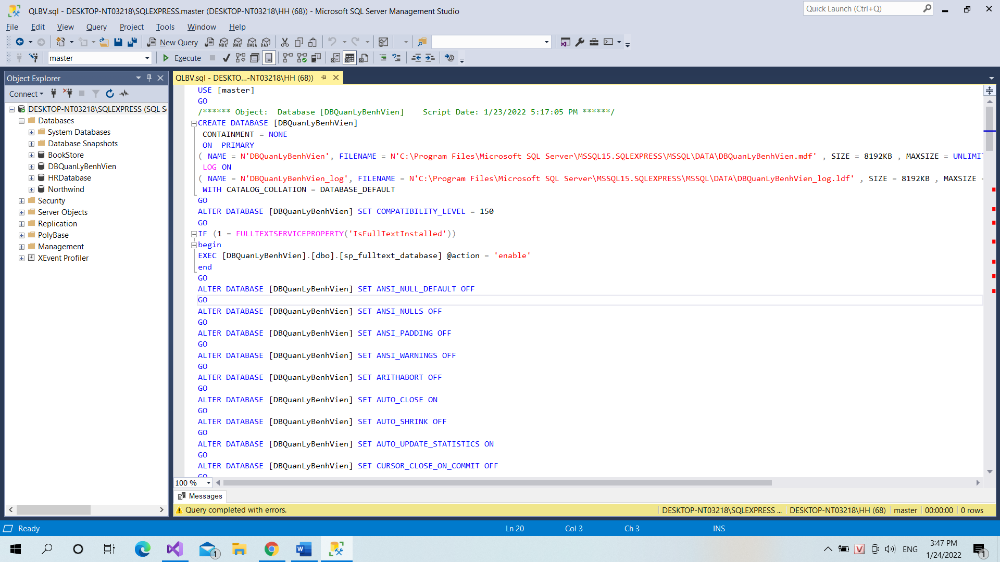 QLBV.sql - DESKTOP-NT03218\SQLEXPRESS.master (DESKTOP-NT03218\HH (68)) - Microsoft SQL Server Management Studio
Quick Launch (Ctrl+Q)
File Edit View Query Project Tools Window Help
New Query MDX DMX XMLA DAX
master Execute
Object Explorer
QLBV.sql - DESKTO...-NT03218\HH (68))
Connect
DESKTOP-NT03218\SQLEXPRESS (SQL S
Databases
System Databases
Database Snapshots
BookStore
DBQuanLyBenhVien
HRDatabase
Northwind
Security
Server Objects
Replication
PolyBase
Management
XEvent Profiler
USE [master]
GO
/****** Object:  Database [DBQuanLyBenhVien]    Script Date: 1/23/2022 5:17:05 PM ******/
CREATE DATABASE [DBQuanLyBenhVien]
CONTAINMENT = NONE
ON  PRIMARY
( NAME = N'DBQuanLyBenhVien', FILENAME = N'C:\Program Files\Microsoft SQL Server\MSSQL15.SQLEXPRESS\MSSQL\DATA\DBQuanLyBenhVien.mdf' , SIZE = 8192KB , MAXSIZE = UNLIMI
LOG ON
( NAME = N'DBQuanLyBenhVien_log', FILENAME = N'C:\Program Files\Microsoft SQL Server\MSSQL15.SQLEXPRESS\MSSQL\DATA\DBQuanLyBenhVien_log.ldf' , SIZE = 8192KB , MAXSIZE =
WITH CATALOG_COLLATION = DATABASE_DEFAULT
GO
ALTER DATABASE [DBQuanLyBenhVien] SET COMPATIBILITY_LEVEL = 150
GO
IF (1 = FULLTEXTSERVICEPROPERTY('IsFullTextInstalled'))
begin
EXEC [DBQuanLyBenhVien].[dbo].[sp_fulltext_database] @action = 'enable'
end
GO
ALTER DATABASE [DBQuanLyBenhVien] SET ANSI_NULL_DEFAULT OFF
GO
ALTER DATABASE [DBQuanLyBenhVien] SET ANSI_NULLS OFF
GO
ALTER DATABASE [DBQuanLyBenhVien] SET ANSI_PADDING OFF
GO
ALTER DATABASE [DBQuanLyBenhVien] SET ANSI_WARNINGS OFF
GO
ALTER DATABASE [DBQuanLyBenhVien] SET ARITHABORT OFF
GO
ALTER DATABASE [DBQuanLyBenhVien] SET AUTO_CLOSE ON
GO
ALTER DATABASE [DBQuanLyBenhVien] SET AUTO_SHRINK OFF
GO
ALTER DATABASE [DBQuanLyBenhVien] SET AUTO_UPDATE_STATISTICS ON
GO
ALTER DATABASE [DBQuanLyBenhVien] SET CURSOR_CLOSE_ON_COMMIT OFF
GO
100 %
Messages
Query completed with errors.
DESKTOP-NT03218\SQLEXPRESS ... DESKTOP-NT03218\HH (68) master 00:00:00 0 rows
Ready Ln 20 Col 3 Ch 3 INS
1
ENG
3:47 PM
1/24/2022
1